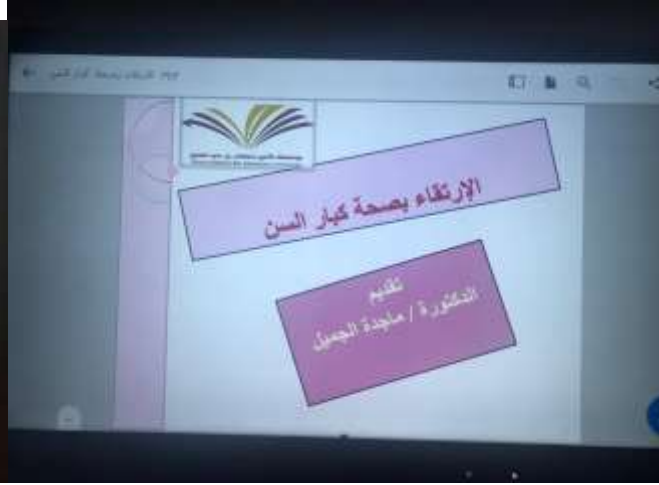 الإرتقاء بصحة كبار السن
تقديم
الدكتورة / ماجدة الجميل